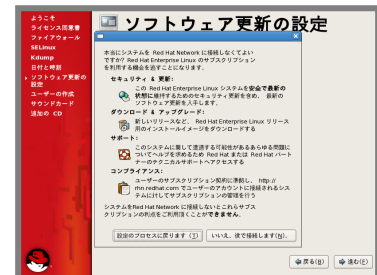 ようこそ
ライセンス同意書
ファイアウォール
SELinux
Kdump
日付と時刻
ソフトウェア更新の
設定
ユーザーの作成
サウンドカード
追加の CD
ソフトウェア更新の設定
本当にシステムを Red Hat Network に接続しなくてよい
ですか? Red Hat Enterprise Linux のサブスクリプション
を利用する機会を逃すことになります。
セキュリティ & 更新:
この Red Hat Enterprise Linux システムを安全で最新の
状態に維持するためのセキュリティ更新を含め、 最新の
ソフトウェア更新を入手します。
ダウンロード & アップグレード:
新しいリリースなど、 Red Hat Enterprise Linux リリース
用のインストールイメージをダウンロードする
サポート:
このシステムに関して遭遇する可能性があるあらゆる問題に
ついてヘルプを求めるため Red Hat または Red Hat パート
ナーのテクニカルサポートへアクセスする
コンプライアンス:
ユーザーのサブスクリプション契約に準拠し、 http://
rhn.redhat.com でユーザーのアカウントに接続されるシス
テムに対してサブスクリプションの管理を行う
システムをRed Hat Network に接続しないとこれらサブス
クリプションの利点をご利用頂くことができません。
設定のプロセスに戻ります (T)
いいえ、後で接続します(N)。
戻る(B)
進む(F)